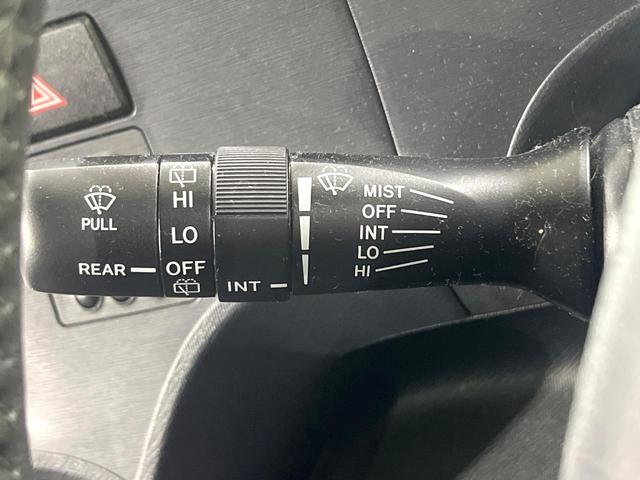 PULL
REAR
HI
LO
OFF
INT
MIST
OFF
INT
LO
HI